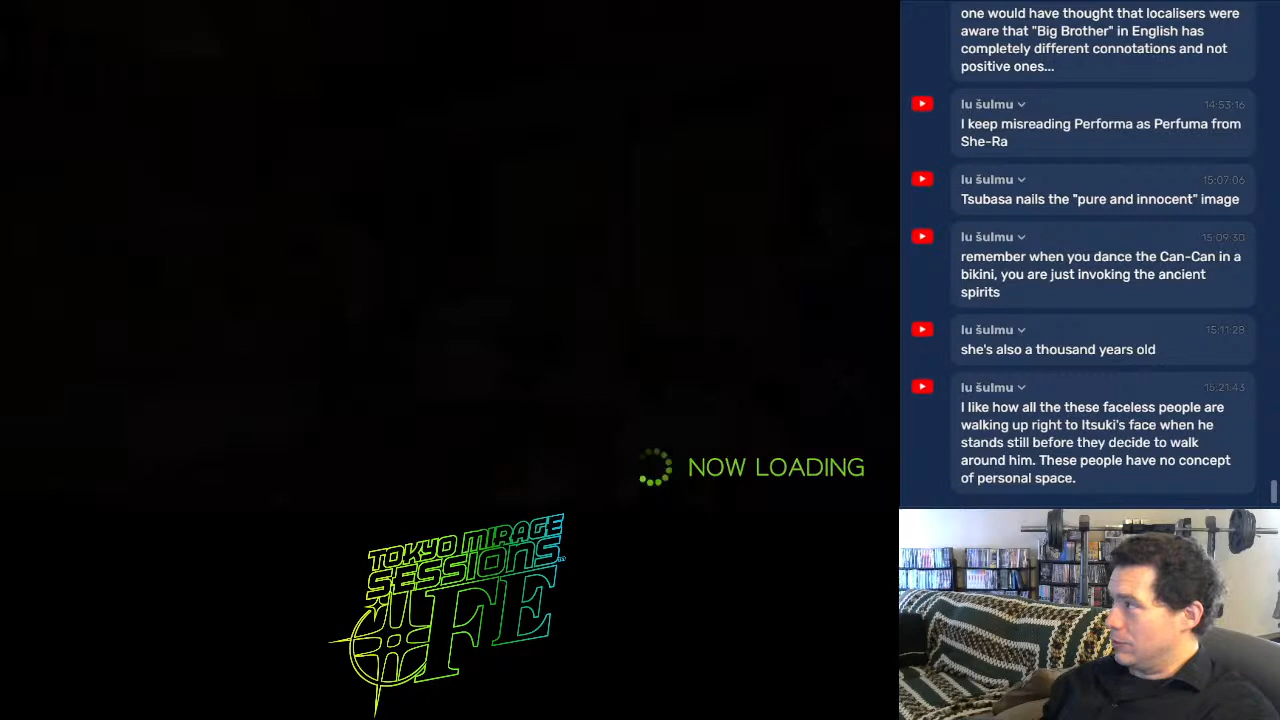 one would have thought that localisers were
aware that "Big Brother" in English has
completely different connotations and not
positive ones...
lu šulmu 14:53:16
I keep misreading Performa as Perfuma from
She-Ra
lu šulmu 15:07:06
Tsubasa nails the "pure and innocent" image
lu šulmu 15:09:30
remember when you dance the Can-Can in a
bikini, you are just invoking the ancient
spirits
lu šulmu 15:11:29
she's also a thousand years old
lu šulmu 15:21:43
I like how all the these faceless people are
walking up right to Itsuki's face when he
stands still before they decide to walk
around him. These people have no concept
of personal space.
NOW LOADING
TOKYO MIRAGE
SESSIONS
#FE